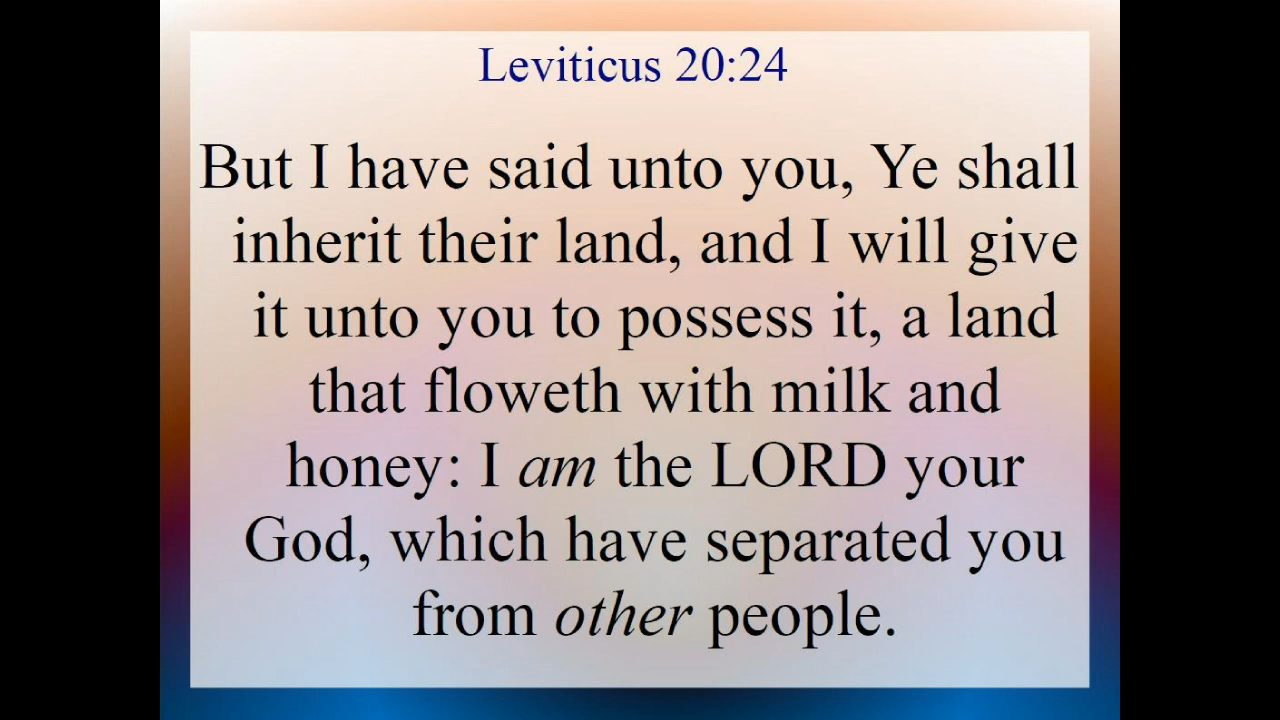 Leviticus 20:24
But I have said unto you, Ye shall
inherit their land, and I will give
it unto you to possess it, a land
that floweth with milk and
honey: I am the LORD your
God, which have separated you
from other people.